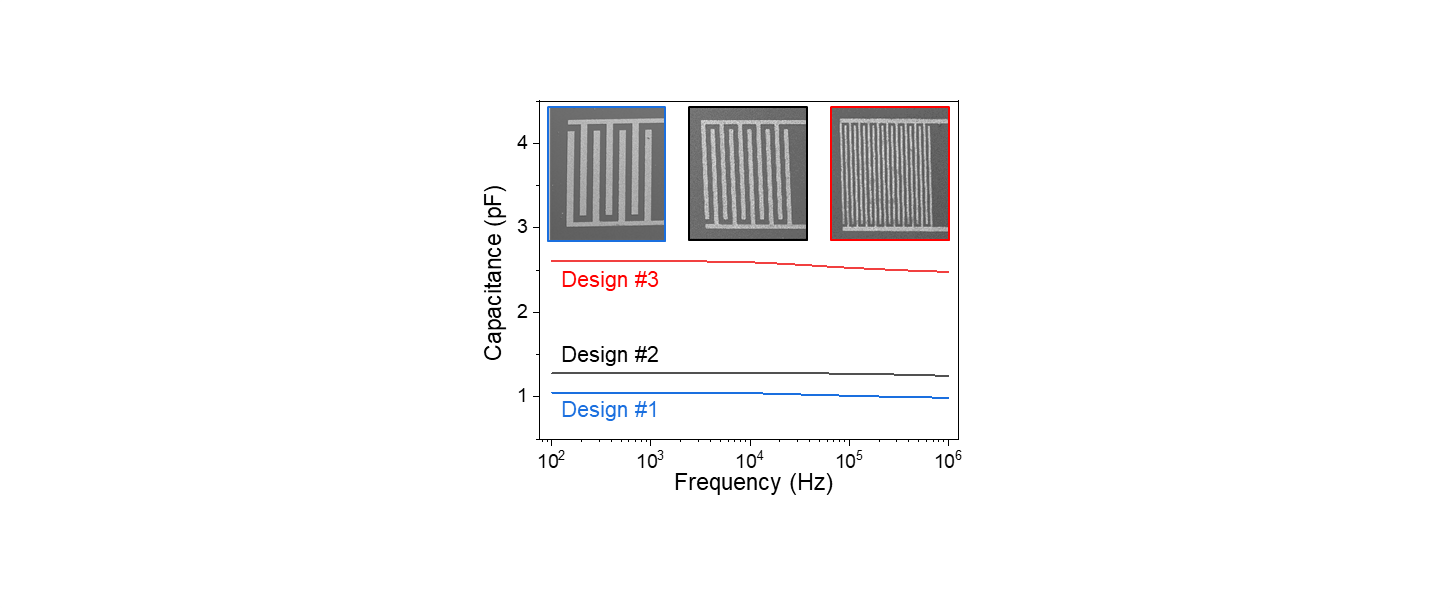 Capacitance (pF)
4
3
2
1
Design #3
Design #2
Design #1
10²
10³
10⁴
10⁵
10⁶
Frequency (Hz)